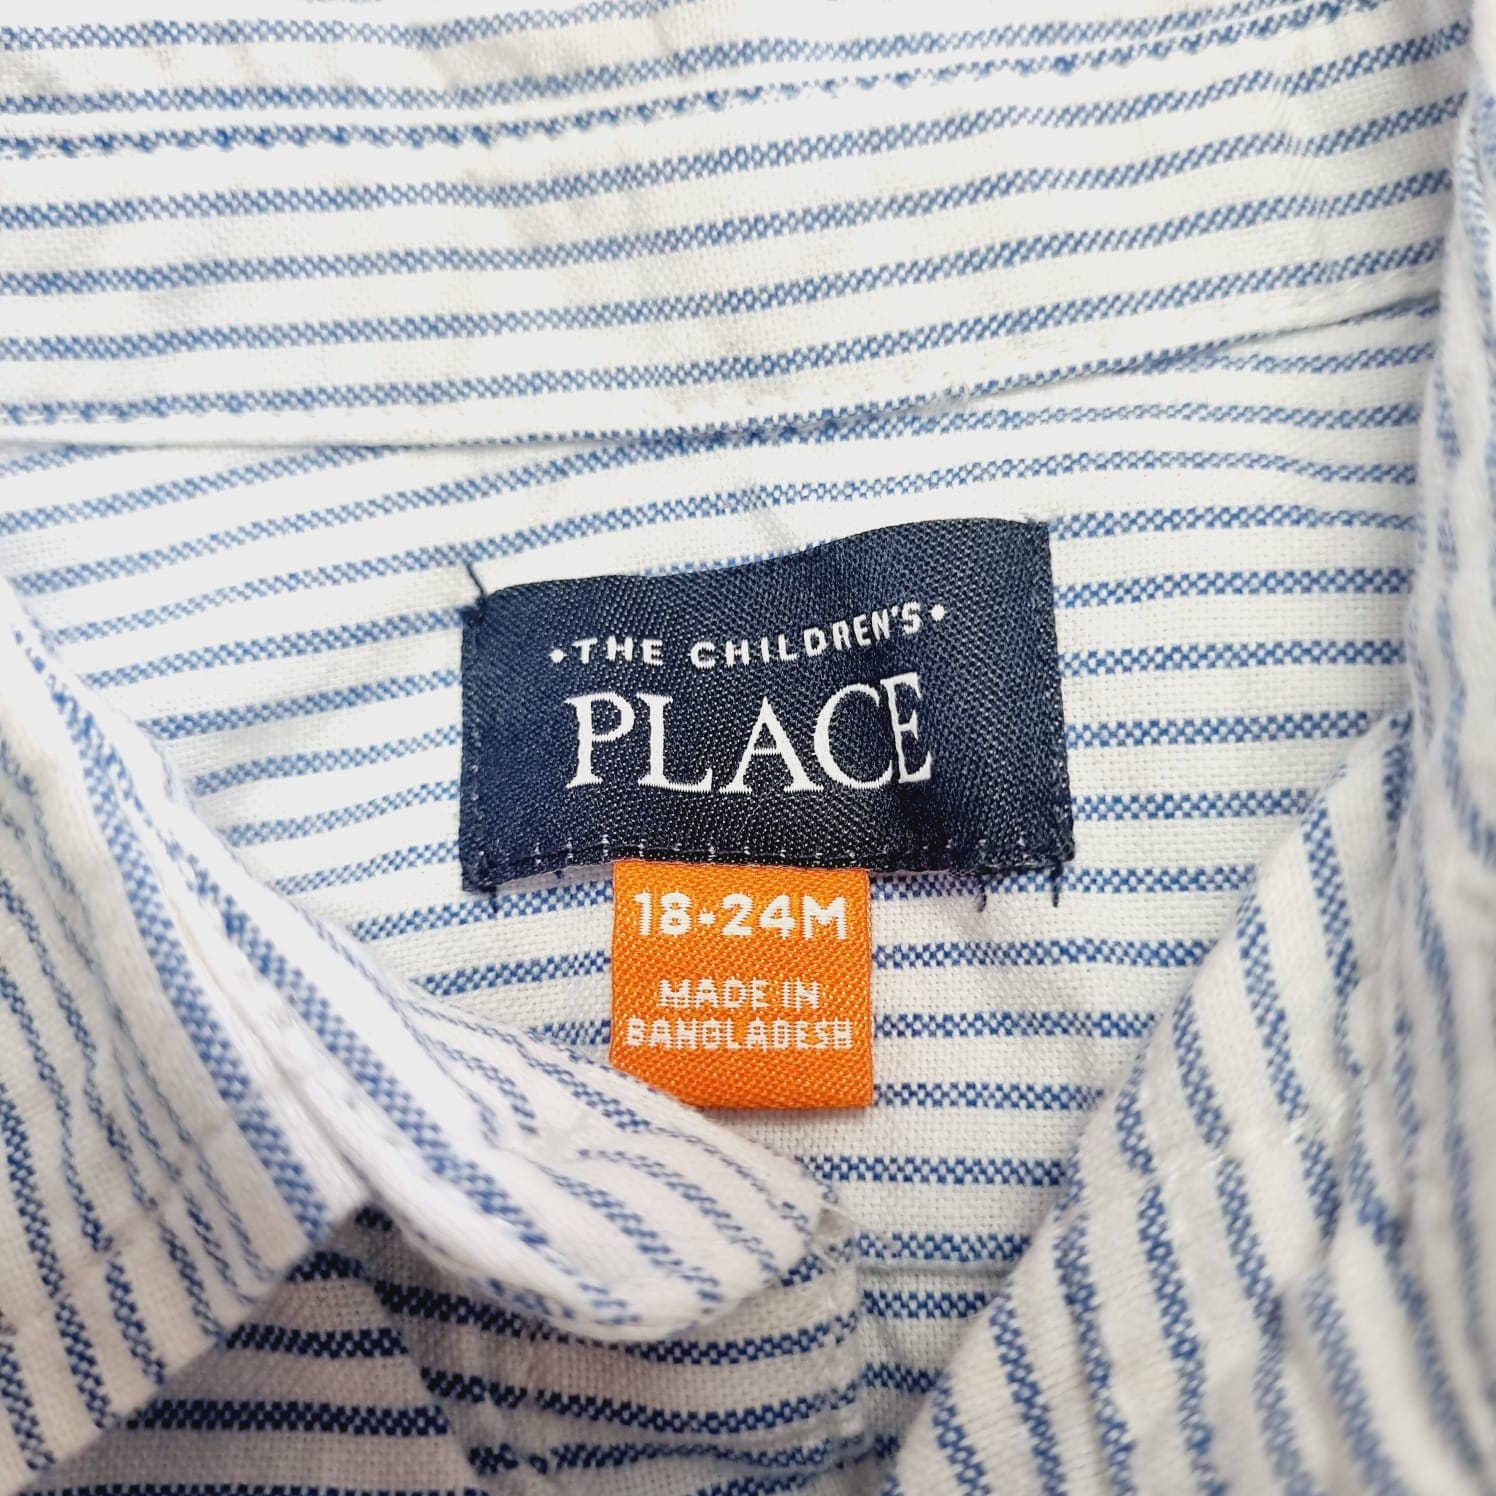 •THE CHILDREN'S•
PLACE
18-24M
MADE IN
BANGLADESH